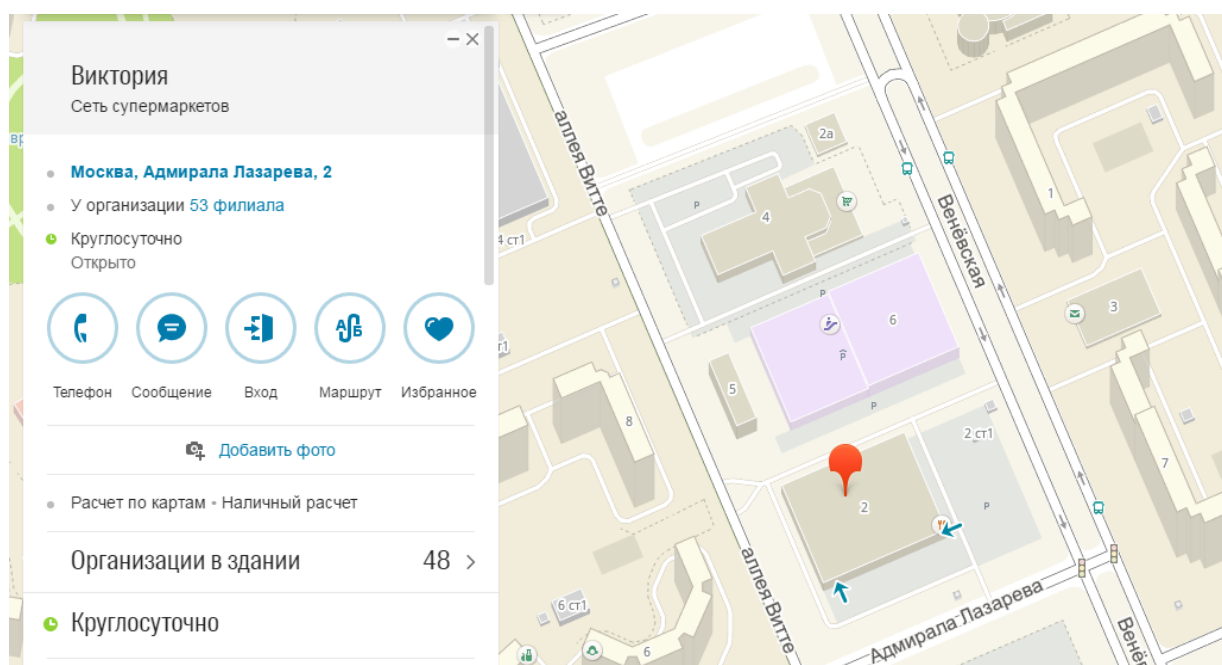 Виктория
Сеть супермаркетов
Москва, Адмирала Лазарева, 2
У организации 53 филиала
Круглосуточно
Открыто
Телефон
Сообщение
Вход
А Б
Маршрут
Избранное
Добавить фото
Расчет по картам • Наличный расчет
Организации в здании 48
Круглосуточно
аллея Витте
2а
P
4
4 ст1
Венёвская
1
3
P
6
P
5
P
8
2 ст1
7
2
P
аллея Витте
6 ст1
Адмирала Лазарева
6